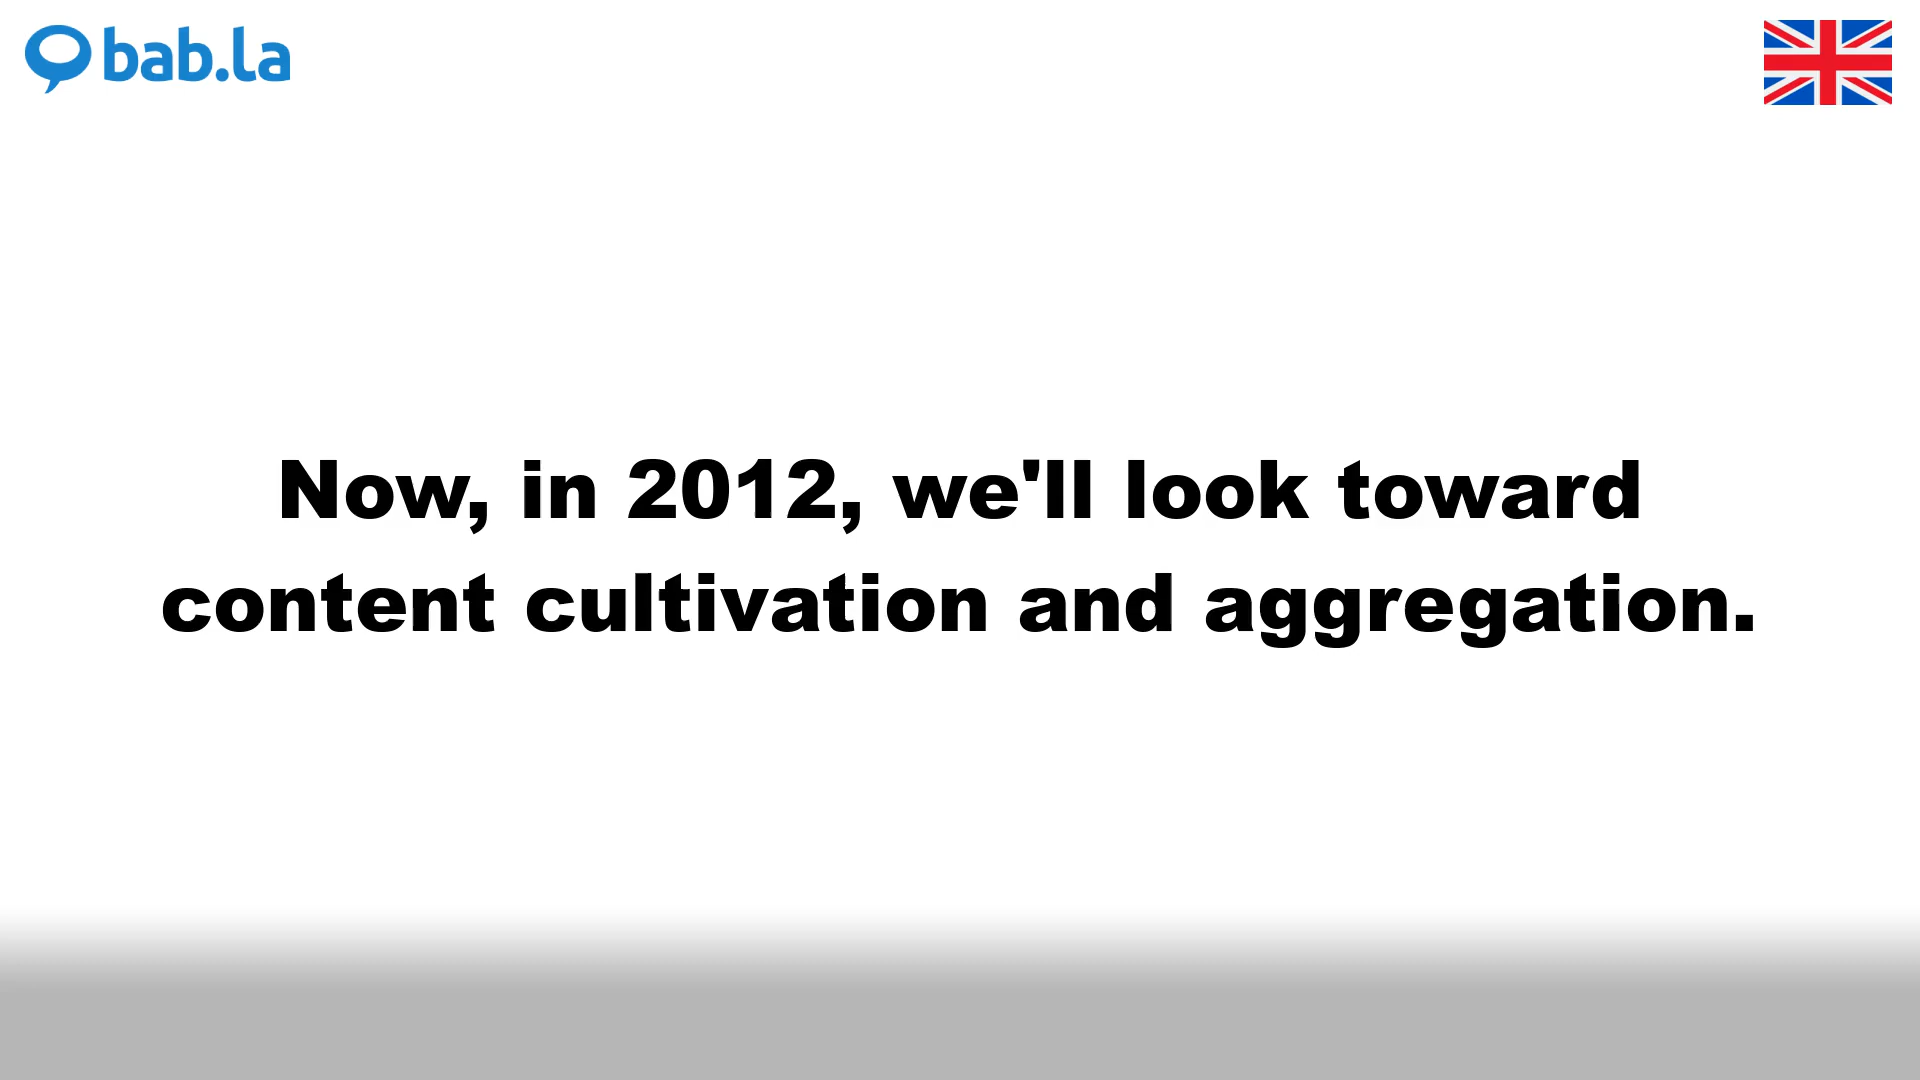 bab.la
Now, in 2012, we'll look toward
content cultivation and aggregation.